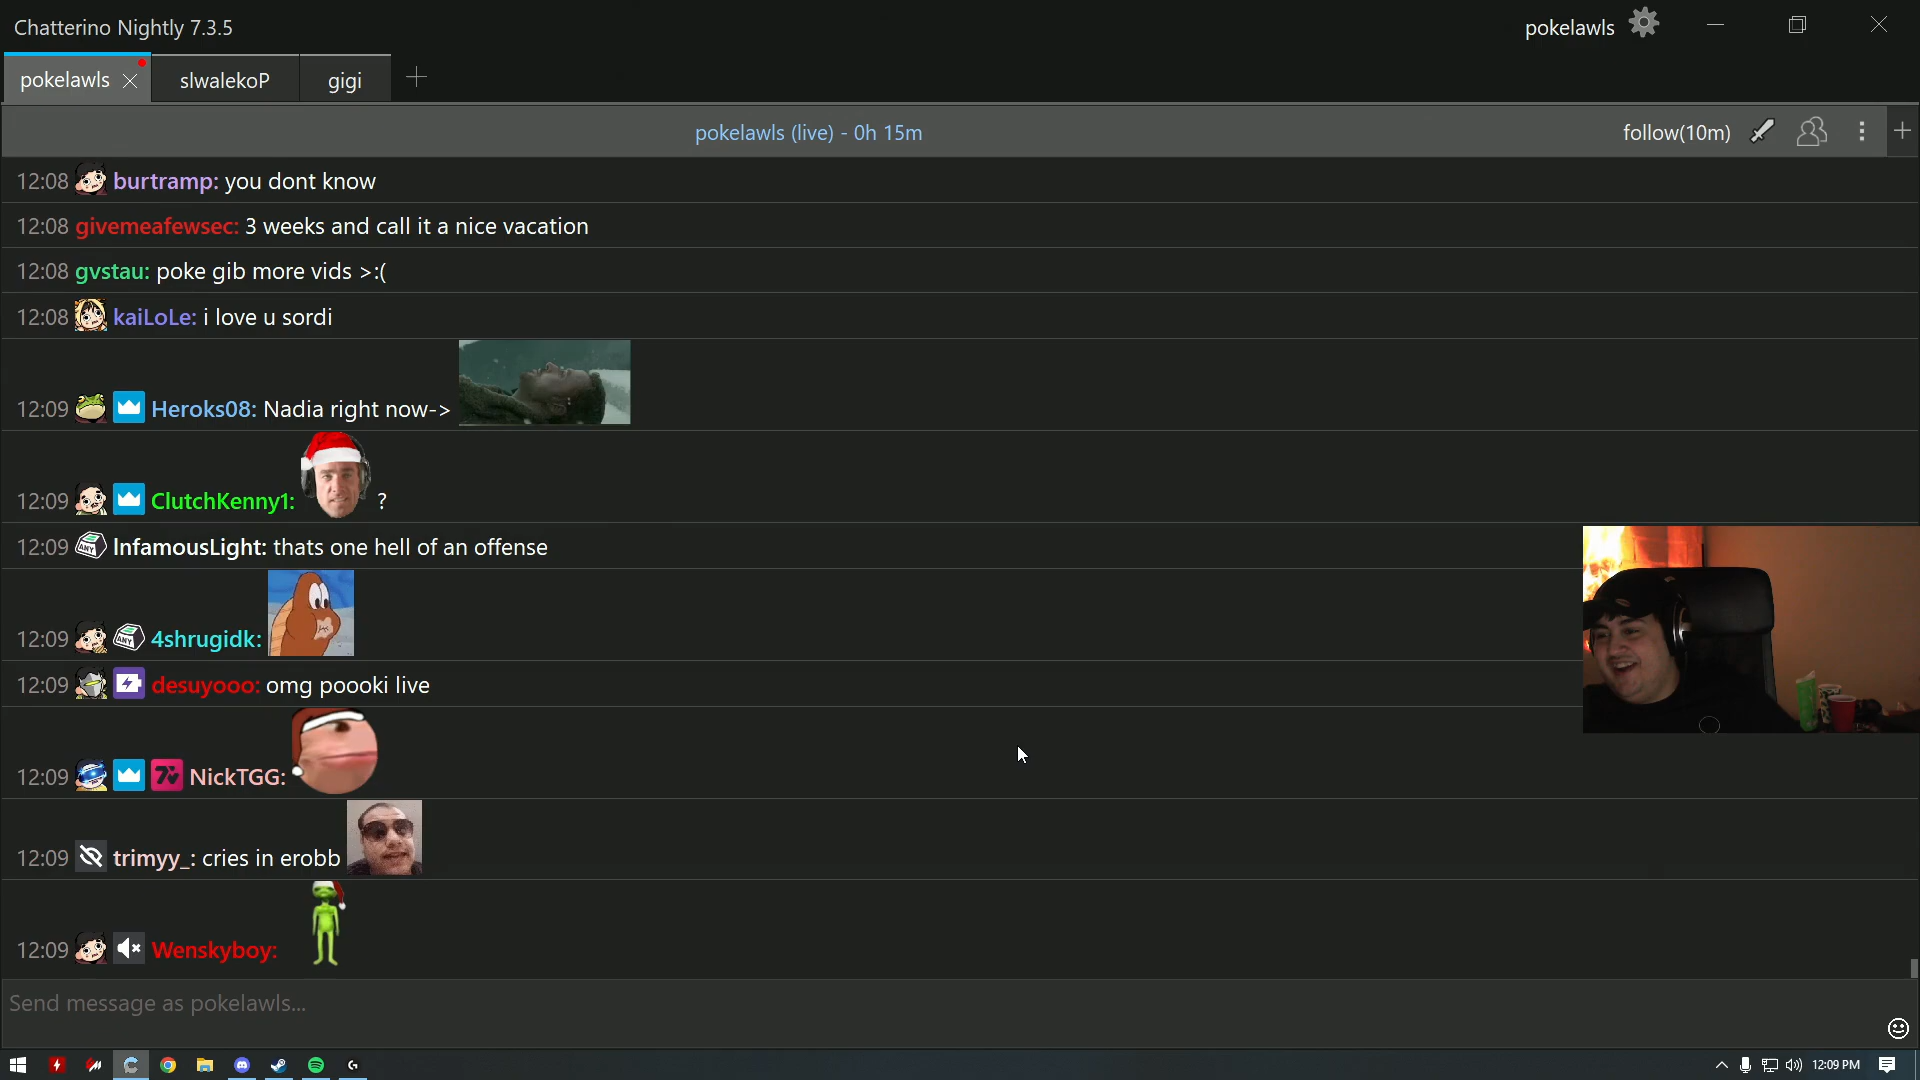 Chatterino Nightly 7.3.5
pokelawls
pokelawls
slwalekoP
gigi
pokelawls (live) - 0h 15m
follow(10m)
12:08 burtramp: you dont know
12:08 givemeafewsec: 3 weeks and call it a nice vacation
12:08 gvstau: poke gib more vids >:(
12:08 kaiLoLe: i love u sordi
12:09 Heroks08: Nadia right now->
12:09 ClutchKenny1: ?
12:09 ANY InfamousLight: thats one hell of an offense
12:09 ANY 4shrugidk:
12:09 desuyooo: omg poooki live
12:09 7V NickTGG:
12:09 trimyy_: cries in erobb
12:09 Wenskyboy:
Send message as pokelawls...
12:09 PM